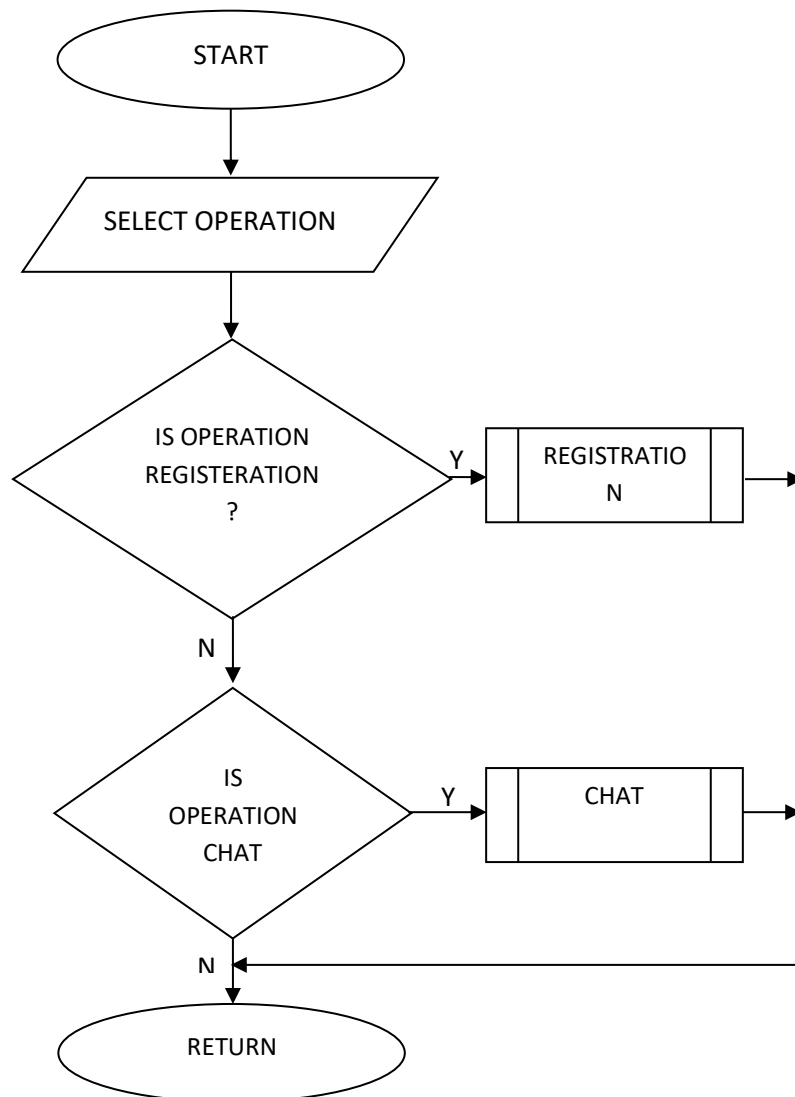 START
SELECT OPERATION
IS OPERATION
REGISTERATION
?
Y
REGISTRATIO
N
N
IS
OPERATION
CHAT
Y
CHAT
N
RETURN